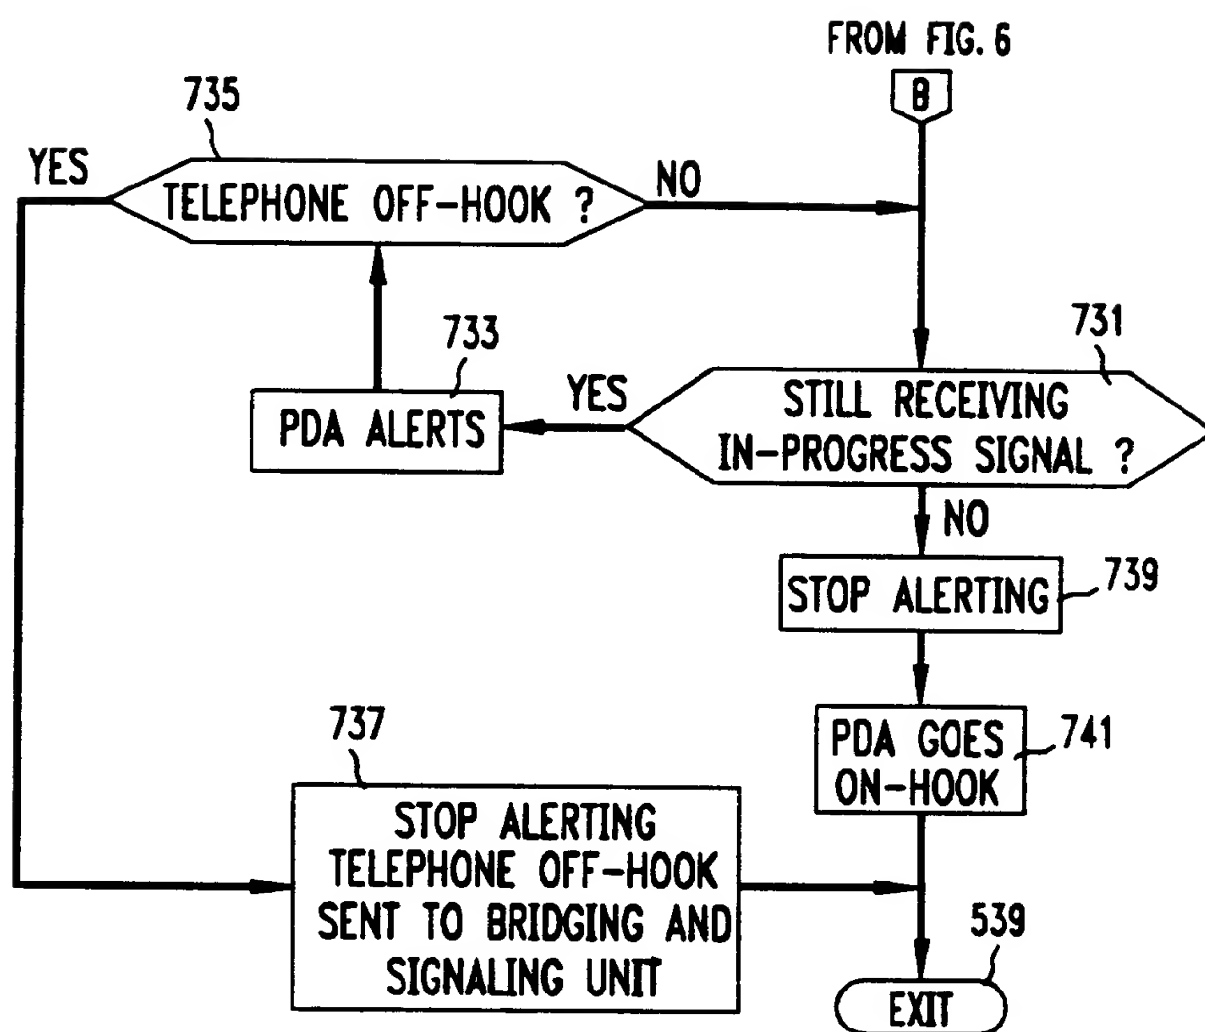 FROM FIG. 6
B
735
YES
TELEPHONE OFF-HOOK ?
NO
733
731
PDA ALERTS
YES
STILL RECEIVING
IN-PROGRESS SIGNAL ?
NO
STOP ALERTING
739
737
PDA GOES
ON-HOOK
741
STOP ALERTING
TELEPHONE OFF-HOOK
SENT TO BRIDGING AND
SIGNALING UNIT
539
EXIT